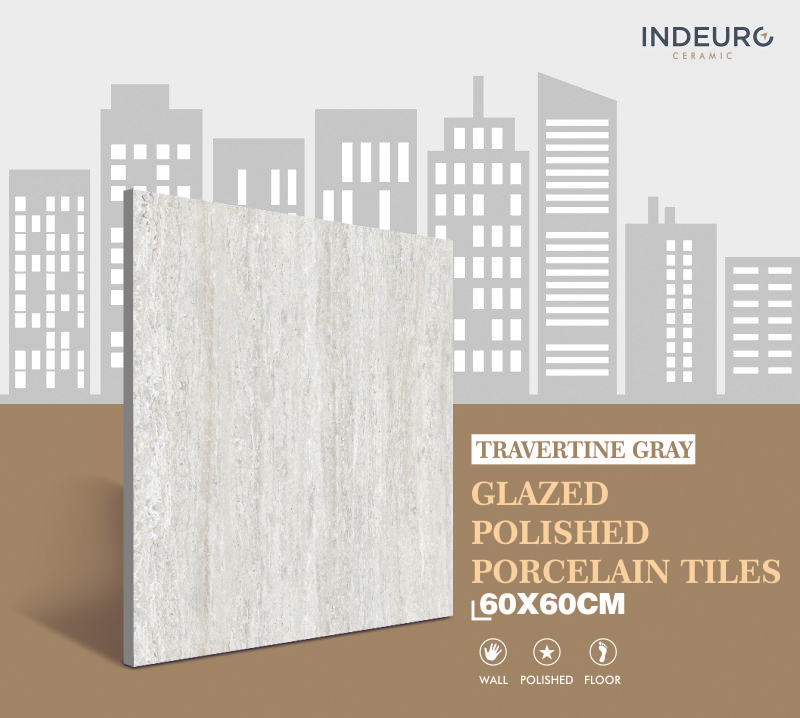 INDEURO
CERAMIC
TRAVERTINE GRAY
GLAZED
POLISHED
PORCELAIN TILES
60X60CM
WALL POLISHED FLOOR